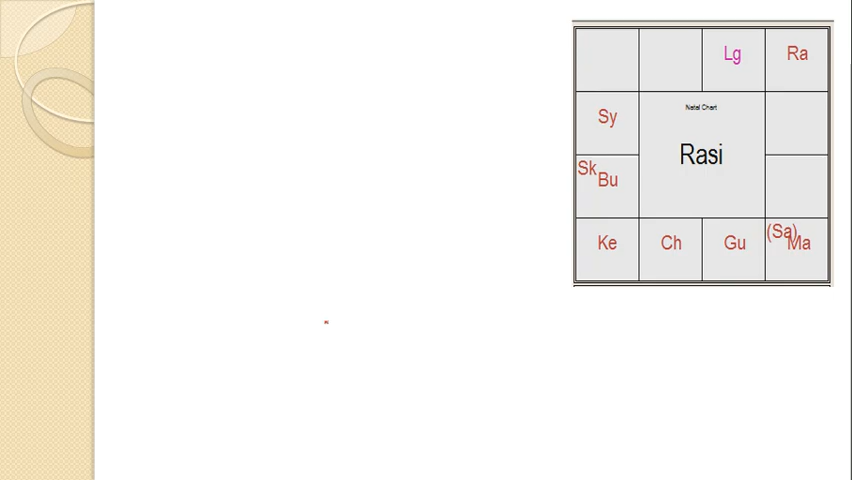 Lg Ra
Natal Chart
Sy
Rasi
Sk
Bu
(Sa)
Ke Ch Gu Ma